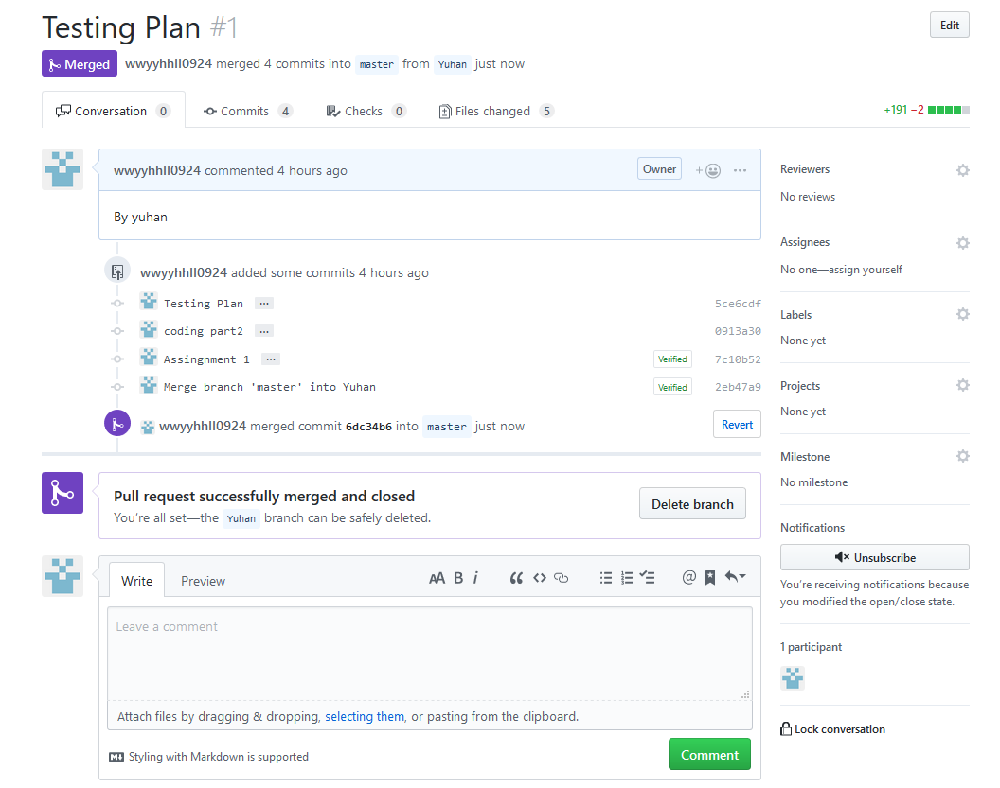 Testing Plan #1
Edit
Merged wwyyhhll0924 merged 4 commits into master from Yuhan just now
Conversation 0 Commits 4 Checks 0 Files changed 5 +191 −2
wwyyhhll0924 commented 4 hours ago Owner + ···
By yuhan
wwyyhhll0924 added some commits 4 hours ago
Testing Plan ··· 5ce6cdf
coding part2 ··· 0913a30
Assingnment 1 ··· Verified 7c10b52
Merge branch 'master' into Yuhan Verified 2eb47a9
wwyyhhll0924 merged commit 6dc34b6 into master just now Revert
Pull request successfully merged and closed
You’re all set—the Yuhan branch can be safely deleted.
Delete branch
Write Preview AA B i “ <> @
Leave a comment
Attach files by dragging & dropping, selecting them, or pasting from the clipboard.
Styling with Markdown is supported
Comment
Reviewers
No reviews
Assignees
No one—assign yourself
Labels
None yet
Projects
None yet
Milestone
No milestone
Notifications
Unsubscribe
You’re receiving notifications because
you modified the open/close state.
1 participant
Lock conversation